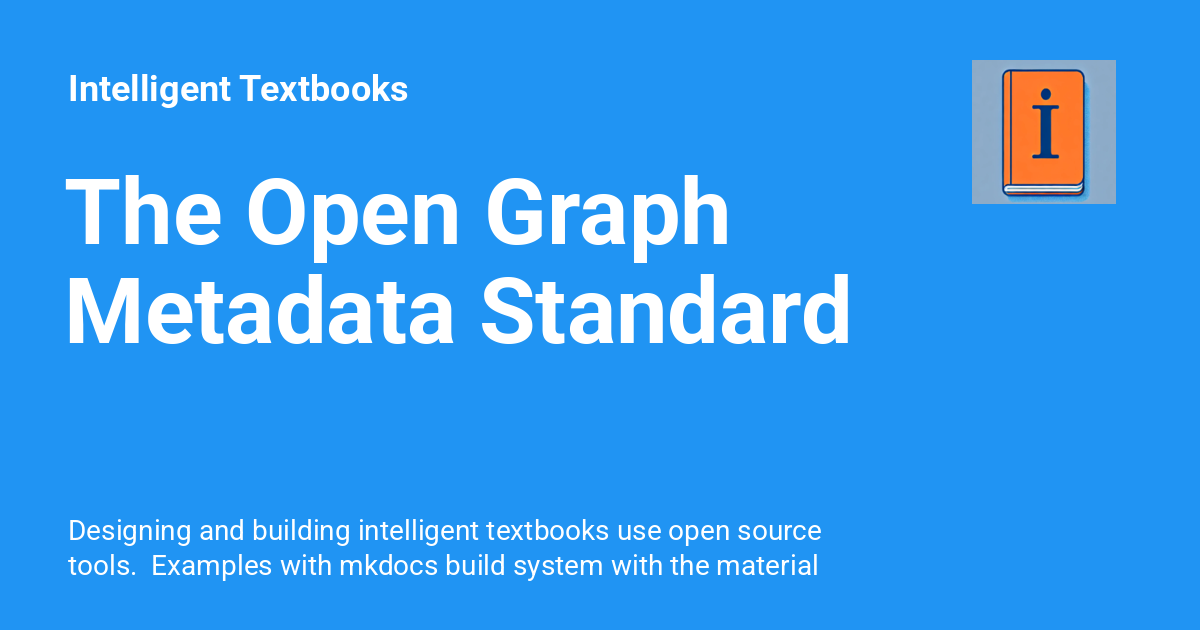 Intelligent Textbooks
The Open Graph
Metadata Standard
Designing and building intelligent textbooks use open source
tools.  Examples with mkdocs build system with the material
i